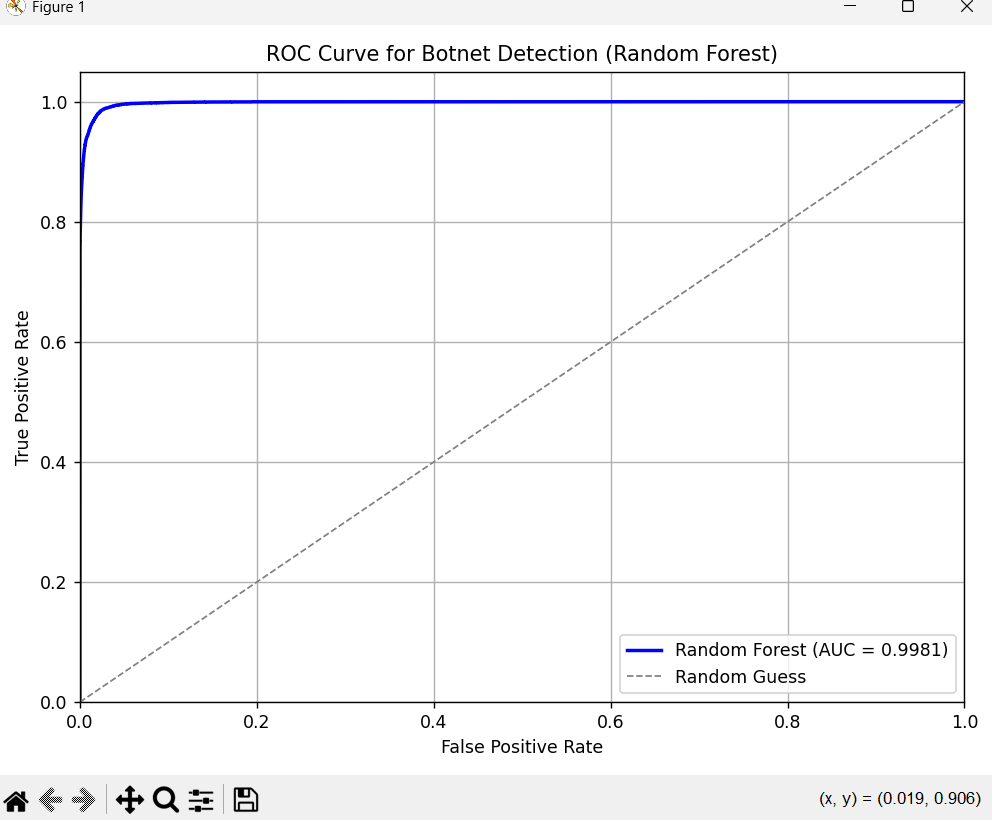 Figure 1
ROC Curve for Botnet Detection (Random Forest)
1.0
0.8
0.6
0.4
0.2
0.0
True Positive Rate
0.0 0.2 0.4 0.6 0.8 1.0
False Positive Rate
Random Forest (AUC = 0.9981)
Random Guess
(x, y) = (0.019, 0.906)